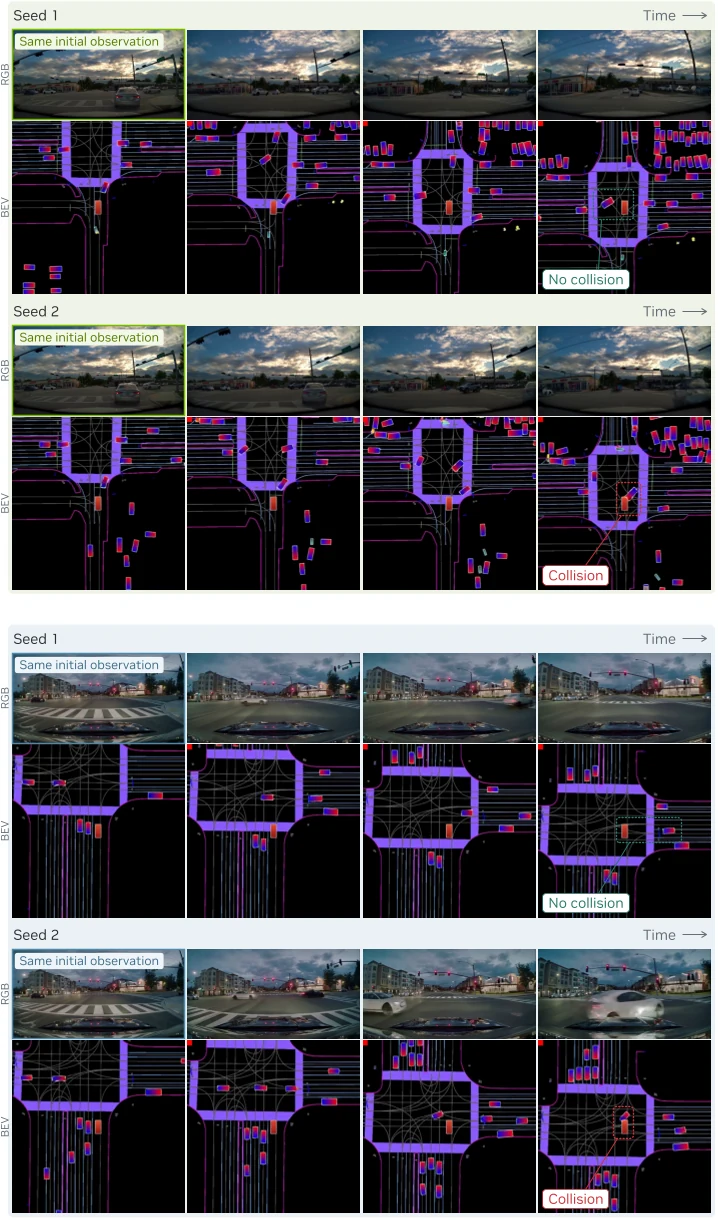 Seed 1
Time →
RGB
Same initial observation
BEV
No collision
Seed 2
Time →
RGB
Same initial observation
BEV
Collision
Seed 1
Time →
RGB
Same initial observation
BEV
No collision
Seed 2
Time →
RGB
Same initial observation
BEV
Collision